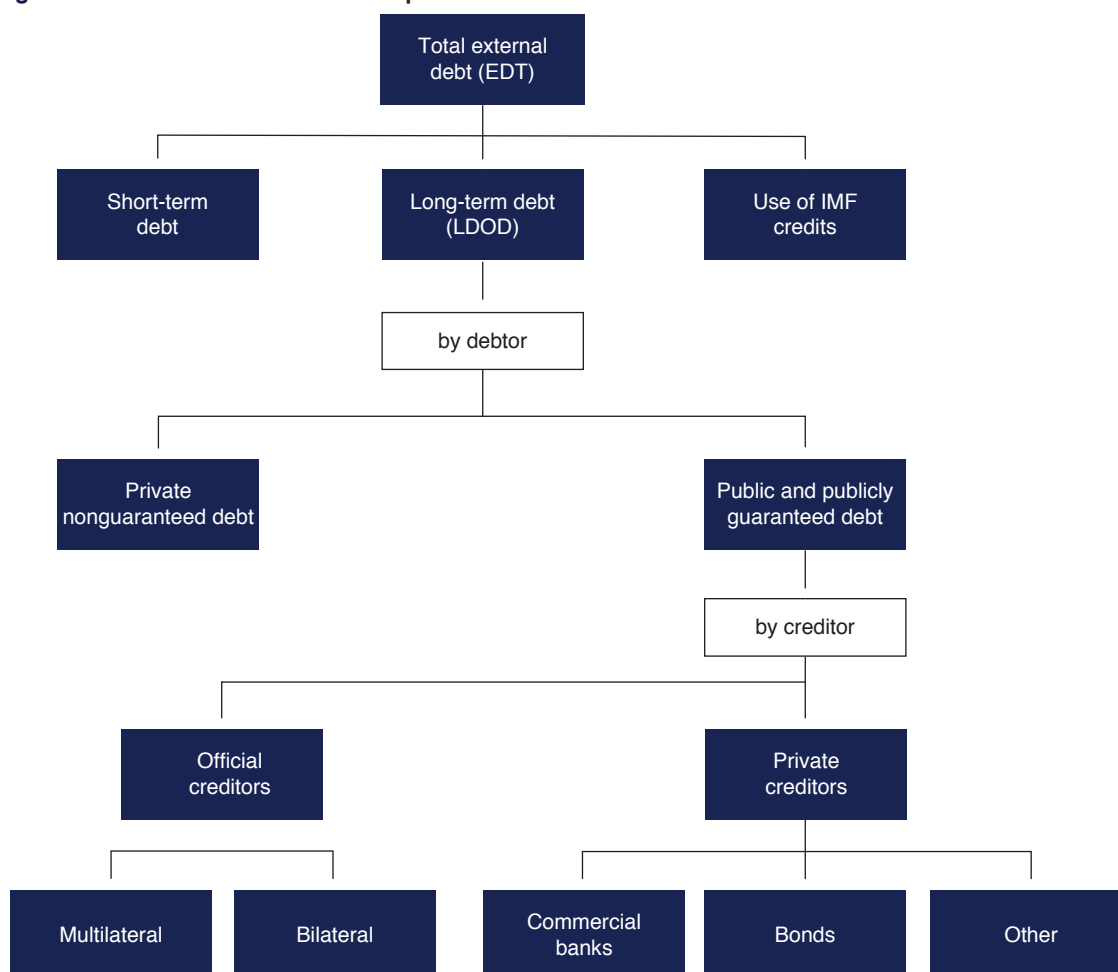 Total external
debt (EDT)
Short-term
debt
Long-term debt
(LDOD)
Use of IMF
credits
by debtor
Private
nonguaranteed debt
Public and publicly
guaranteed debt
by creditor
Official
creditors
Private
creditors
Multilateral
Bilateral
Commercial
banks
Bonds
Other